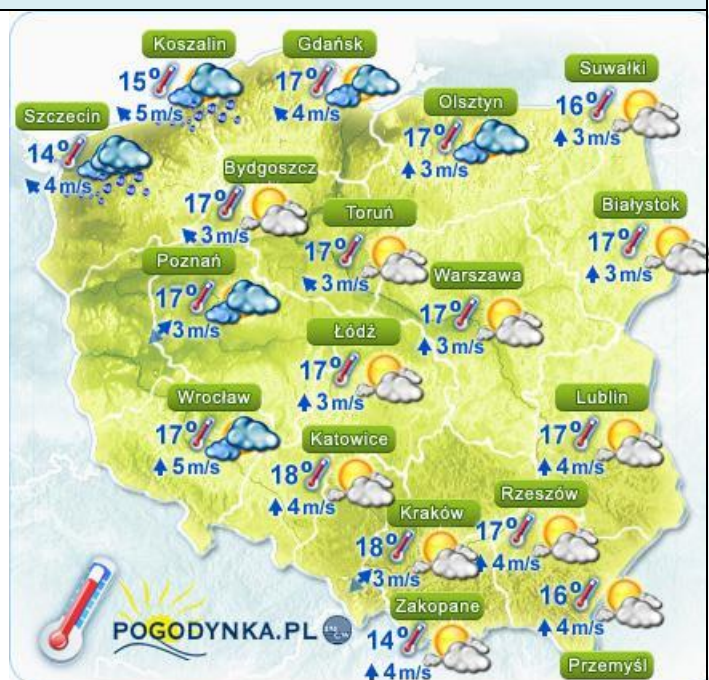 Koszalin
15°
5 m/s
Gdańsk
17°
4 m/s
Suwałki
16°
3 m/s
Szczecin
14°
4 m/s
Olsztyn
17°
3 m/s
Bydgoszcz
17°
3 m/s
Toruń
17°
3 m/s
Białystok
17°
3 m/s
Poznań
17°
3 m/s
Warszawa
17°
3 m/s
Łódź
17°
3 m/s
Wrocław
17°
5 m/s
Katowice
18°
4 m/s
Lublin
17°
4 m/s
Kraków
18°
3 m/s
Rzeszów
17°
4 m/s
Zakopane
14°
4 m/s
16°
4 m/s
Przemyśl
POGODYNKA.PL